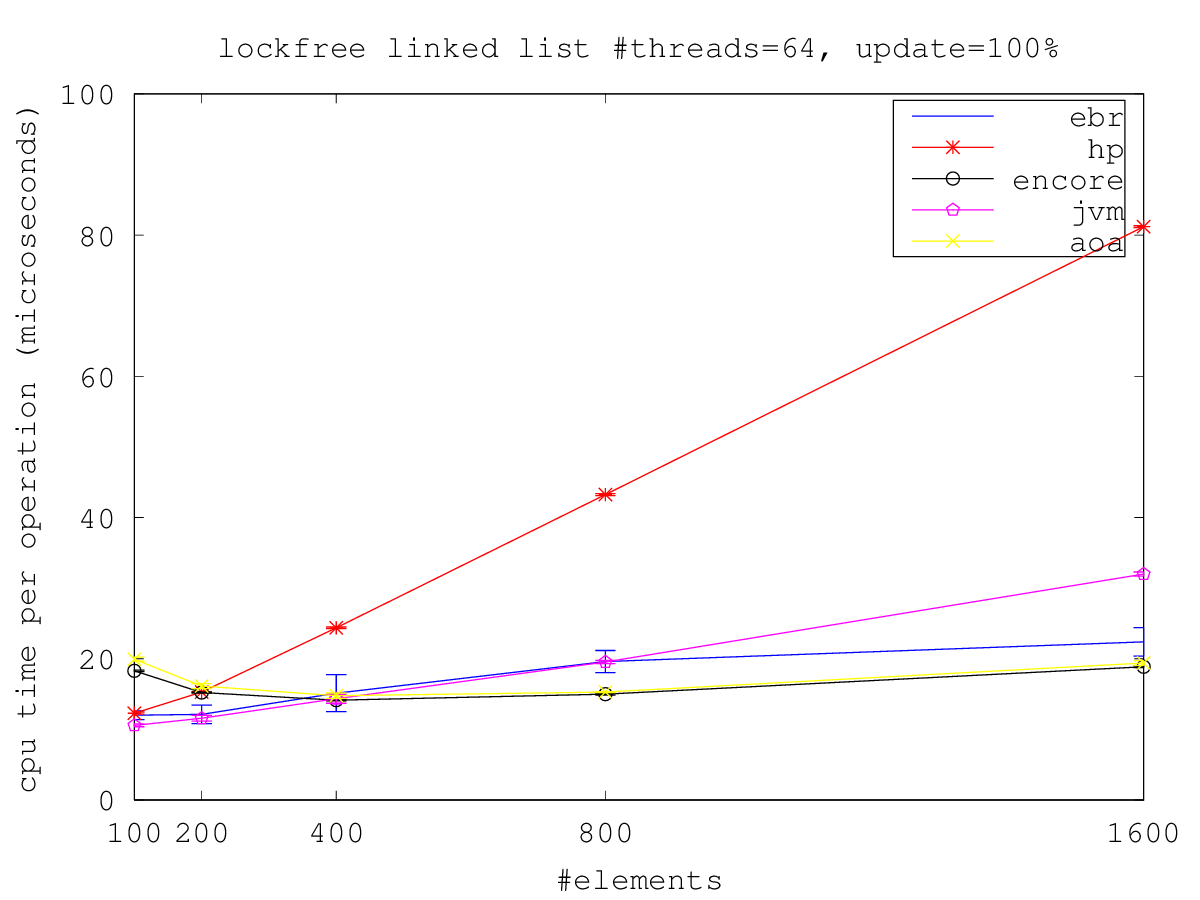 lockfree linked list #threads=64, update=100%
100
80
60
40
20
0
cpu time per operation (microseconds)
ebr
hp
encore
jvm
aoa
100 200 400 800 1600
#elements